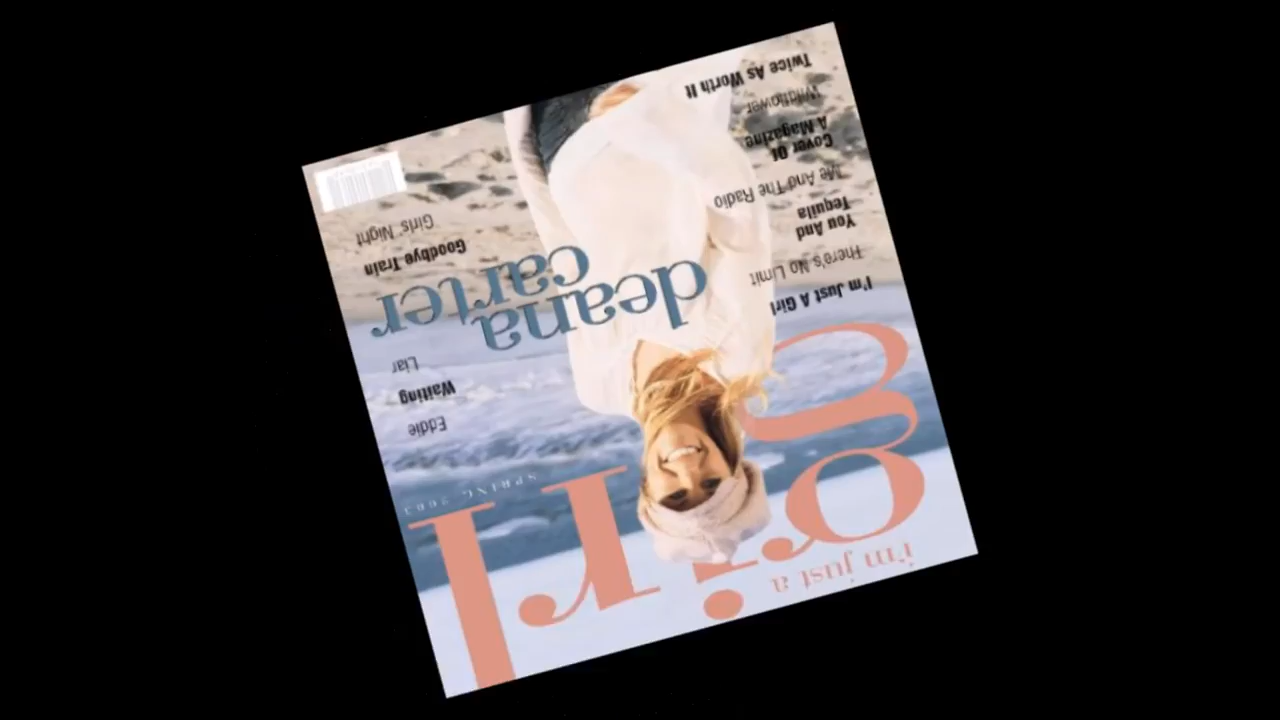 i'm just a
girl
SPRING 2003
I'm Just A Girl
There's No Limit
You And
Tequila
Me And The Radio
Cover Of
A Magazine
Wildflower
Twice As Worth It
Eddie
Waiting
Liar
deana
carter
Goodbye Train
Girls' Night